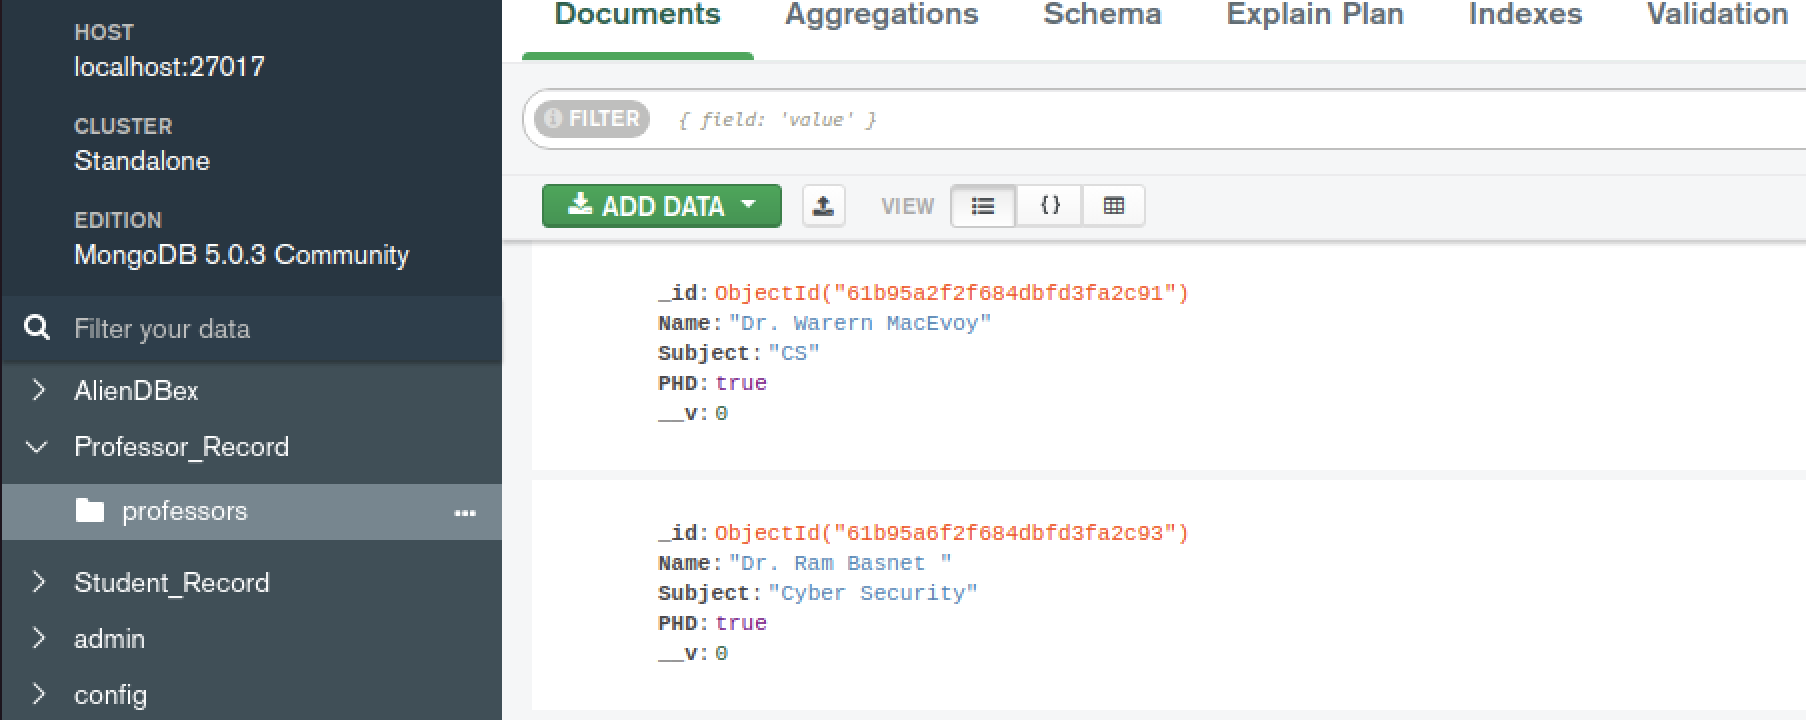 HOST
localhost:27017
CLUSTER
Standalone
EDITION
MongoDB 5.0.3 Community
Filter your data
AlienDBex
Professor_Record
professors
Student_Record
admin
config
Documents Aggregations Schema Explain Plan Indexes Validation
FILTER { field: 'value' }
ADD DATA VIEW {}
_id: ObjectId("61b95a2f2f684dbfd3fa2c91")
Name: "Dr. Warern MacEvoy"
Subject: "CS"
PHD: true
__v: 0
_id: ObjectId("61b95a6f2f684dbfd3fa2c93")
Name: "Dr. Ram Basnet "
Subject: "Cyber Security"
PHD: true
__v: 0